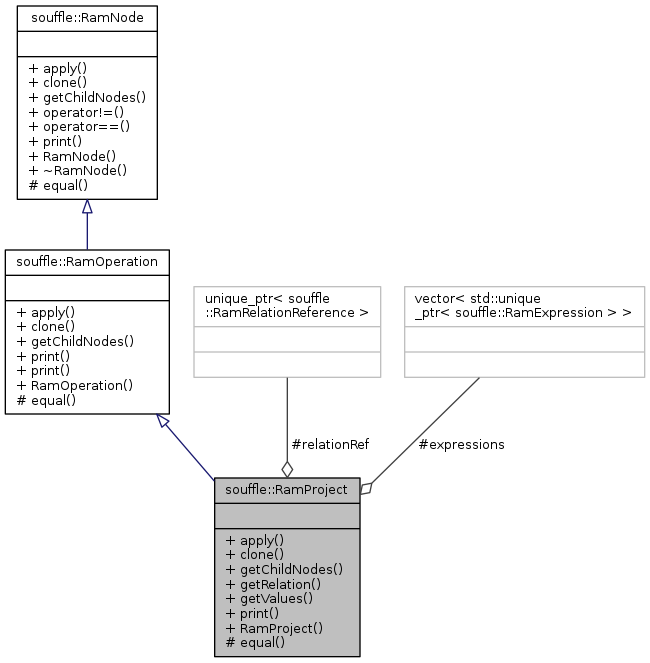 souffle::RamNode
+ apply()
+ clone()
+ getChildNodes()
+ operator!=()
+ operator==()
+ print()
+ RamNode()
+ ~RamNode()
# equal()
souffle::RamOperation
+ apply()
+ clone()
+ getChildNodes()
+ print()
+ print()
+ RamOperation()
# equal()
unique_ptr< souffle
::RamRelationReference >
vector< std::unique
_ptr< souffle::RamExpression > >
#relationRef
#expressions
souffle::RamProject
+ apply()
+ clone()
+ getChildNodes()
+ getRelation()
+ getValues()
+ print()
+ RamProject()
# equal()